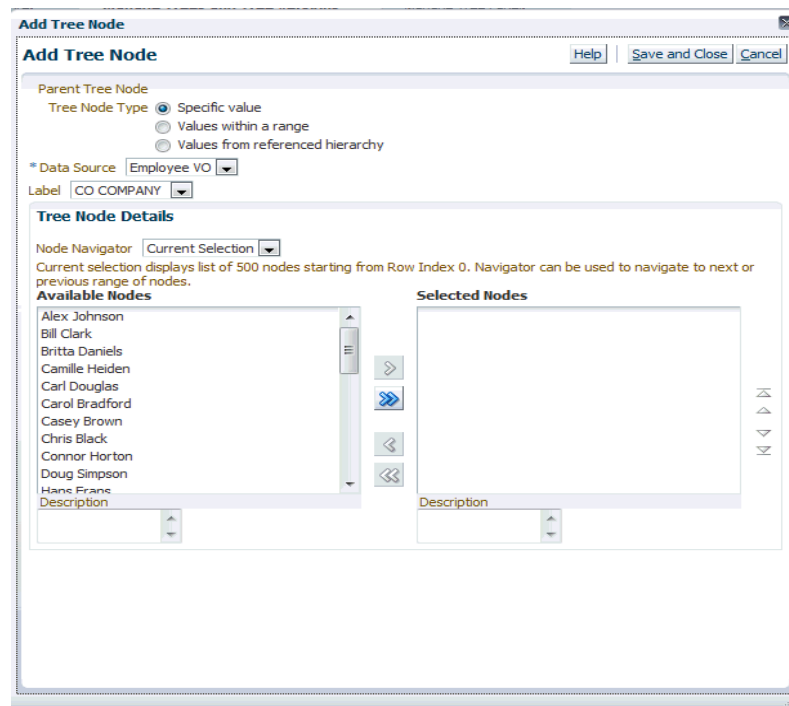 Add Tree Node
Add Tree Node
Help
Save and Close
Cancel
Parent Tree Node
Tree Node Type
Specific value
Values within a range
Values from referenced hierarchy
* Data Source Employee VO
Label CO COMPANY
Tree Node Details
Node Navigator Current Selection
Current selection displays list of 500 nodes starting from Row Index 0. Navigator can be used to navigate to next or
previous range of nodes.
Available Nodes
Selected Nodes
Alex Johnson
Bill Clark
Britta Daniels
Camille Heiden
Carl Douglas
Carol Bradford
Casey Brown
Chris Black
Connor Horton
Doug Simpson
Hans Frans
Description
Description